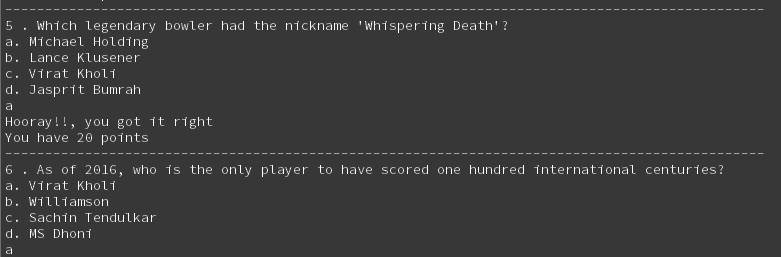 --------------------------------------------------------------------------------
5 . Which legendary bowler had the nickname 'Whispering Death'?
a. Michael Holding
b. Lance Klusener
c. Virat Kholi
d. Jasprit Bumrah
a
Hooray!!, you got it right
You have 20 points
--------------------------------------------------------------------------------
6 . As of 2016, who is the only player to have scored one hundred international centuries?
a. Virat Kholi
b. Williamson
c. Sachin Tendulkar
d. MS Dhoni
a